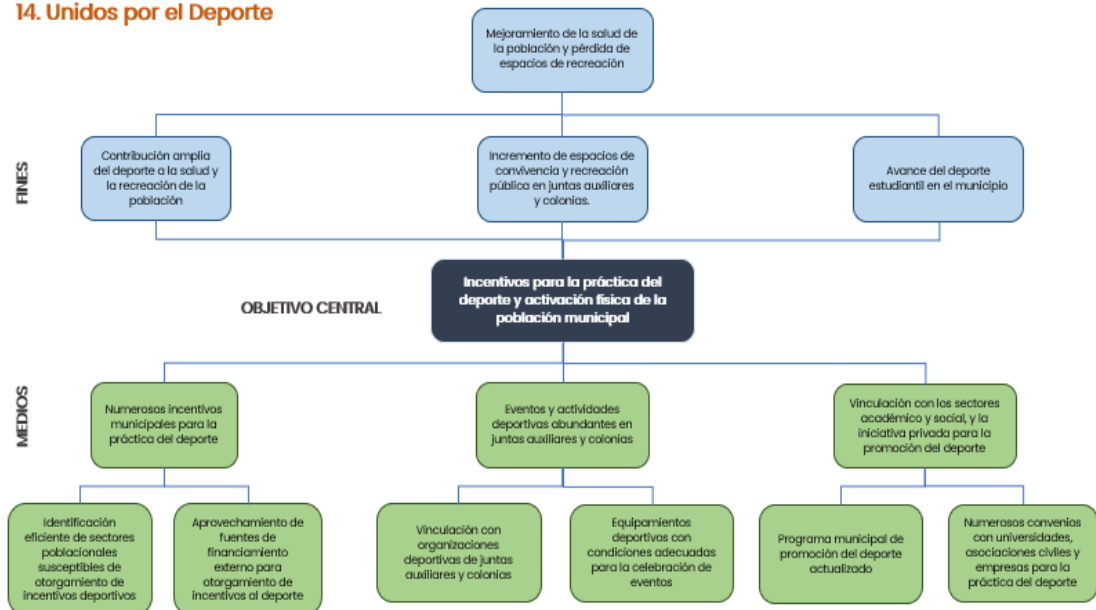 14. Unidos por el Deporte
Mejoramiento de la salud de
la población y pérdida de
espacios de recreación
FINES
Contribución amplia
del deporte a la salud y
la recreación de la
población
Incremento de espacios de
convivencia y recreación
pública en juntas auxiliares
y colonias.
Avance del deporte
estudiantil en el municipio
OBJETIVO CENTRAL
Incentivos para la práctica del
deporte y activación física de la
población municipal
MEDIOS
Numerosos incentivos
municipales para la
práctica del deporte
Eventos y actividades
deportivas abundantes en
juntas auxiliares y colonias
Vinculación con los sectores
académico y social, y la
iniciativa privada para la
promoción del deporte
Identificación
eficiente de sectores
poblacionales
susceptibles de
otorgamiento de
incentivos deportivos
Aprovechamiento de
fuentes de
financiamiento
externo para
otorgamiento de
incentivos al deporte
Vinculación con
organizaciones
deportivas de juntas
auxiliares y colonias
Equipamientos
deportivos con
condiciones adecuadas
para la celebración de
eventos
Programa municipal de
promoción del deporte
actualizado
Numerosos convenios
con universidades,
asociaciones civiles y
empresas para la
práctica del deporte